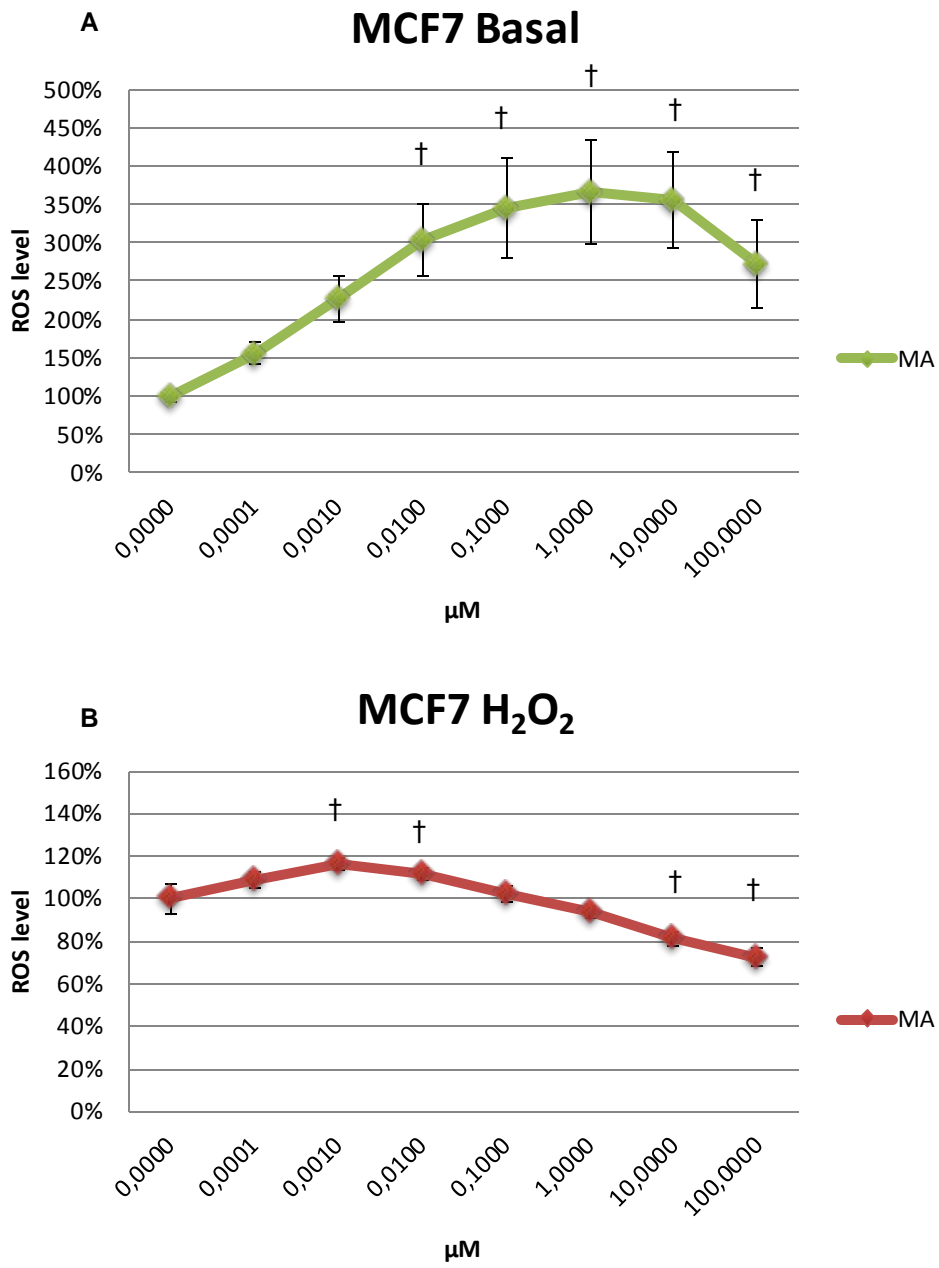 A
MCF7 Basal
† † † † †
500%
450%
400%
350%
300%
250%
200%
150%
100%
50%
0%
ROS level
0,0000 0,0001 0,0010 0,0100 0,1000 1,0000 10,0000 100,0000
µM
MA
B
MCF7 H₂O₂
† † † †
160%
140%
120%
100%
80%
60%
40%
20%
0%
ROS level
0,0000 0,0001 0,0010 0,0100 0,1000 1,0000 10,0000 100,0000
µM
MA